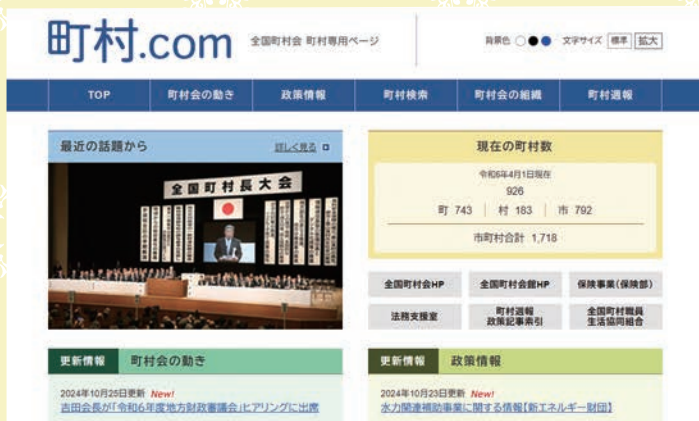 町村.com
全国町村会 町村専用ページ
背景色
文字サイズ 標準 拡大
TOP 町村会の動き 政策情報 町村検索 町村会の組織 町村週報
最近の話題から
詳しく見る
全国町村長大会
現在の町村数
令和6年4月1日現在
926
町 743 | 村 183 | 市 792
市町村合計 1,718
全国町村会HP 全国町村会館HP 保険事業(保険部)
法務支援室
町村週報
政策記事索引
全国町村職員
生活協同組合
更新情報 町村会の動き
2024年10月25日更新 New!
吉田会長が「令和6年度地方財政審議会」ヒアリングに出席
更新情報 政策情報
2024年10月23日更新 New!
水力関連補助事業に関する情報【新エネルギー財団】